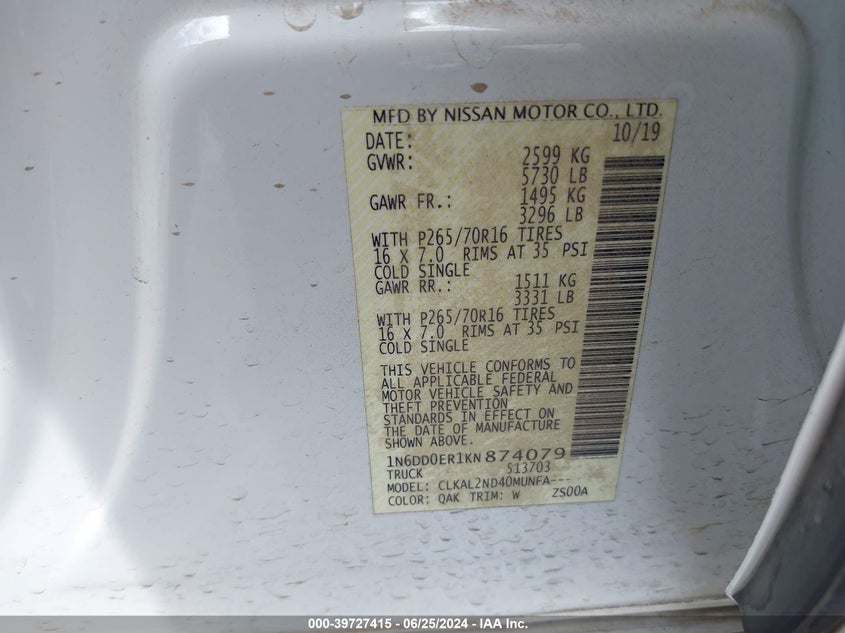 MFD BY NISSAN MOTOR CO., LTD.
DATE: 10/19
GVWR: 2599 KG
5730 LB
GAWR FR.: 1495 KG
3296 LB
WITH P265/70R16 TIRES
16 X 7.0 RIMS AT 35 PSI
COLD SINGLE
GAWR RR.: 1511 KG
3331 LB
WITH P265/70R16 TIRES
16 X 7.0 RIMS AT 35 PSI
COLD SINGLE
THIS VEHICLE CONFORMS TO
ALL APPLICABLE FEDERAL
MOTOR VEHICLE SAFETY AND
THEFT PREVENTION
STANDARDS IN EFFECT ON
THE DATE OF MANUFACTURE
SHOWN ABOVE.
1N6DD0ER1KN874079
TRUCK 513703
MODEL: CLKAL2ND40MUNFA---
COLOR: QAK TRIM: W ZS00A
000-39727415 - 06/25/2024 - IAA Inc.